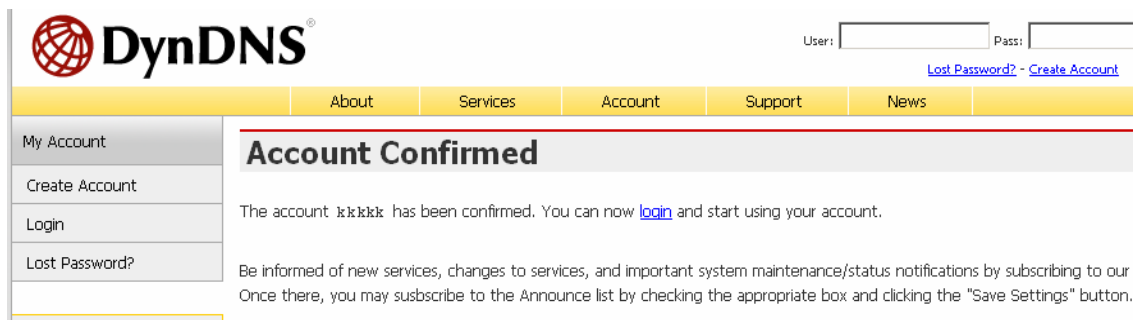 DynDNS®
User:
Pass:
Lost Password? - Create Account
About Services Account Support News
My Account
Create Account
Login
Lost Password?
Account Confirmed
The account kkkkk has been confirmed. You can now login and start using your account.
Be informed of new services, changes to services, and important system maintenance/status notifications by subscribing to our
Once there, you may susbscribe to the Announce list by checking the appropriate box and clicking the "Save Settings" button.